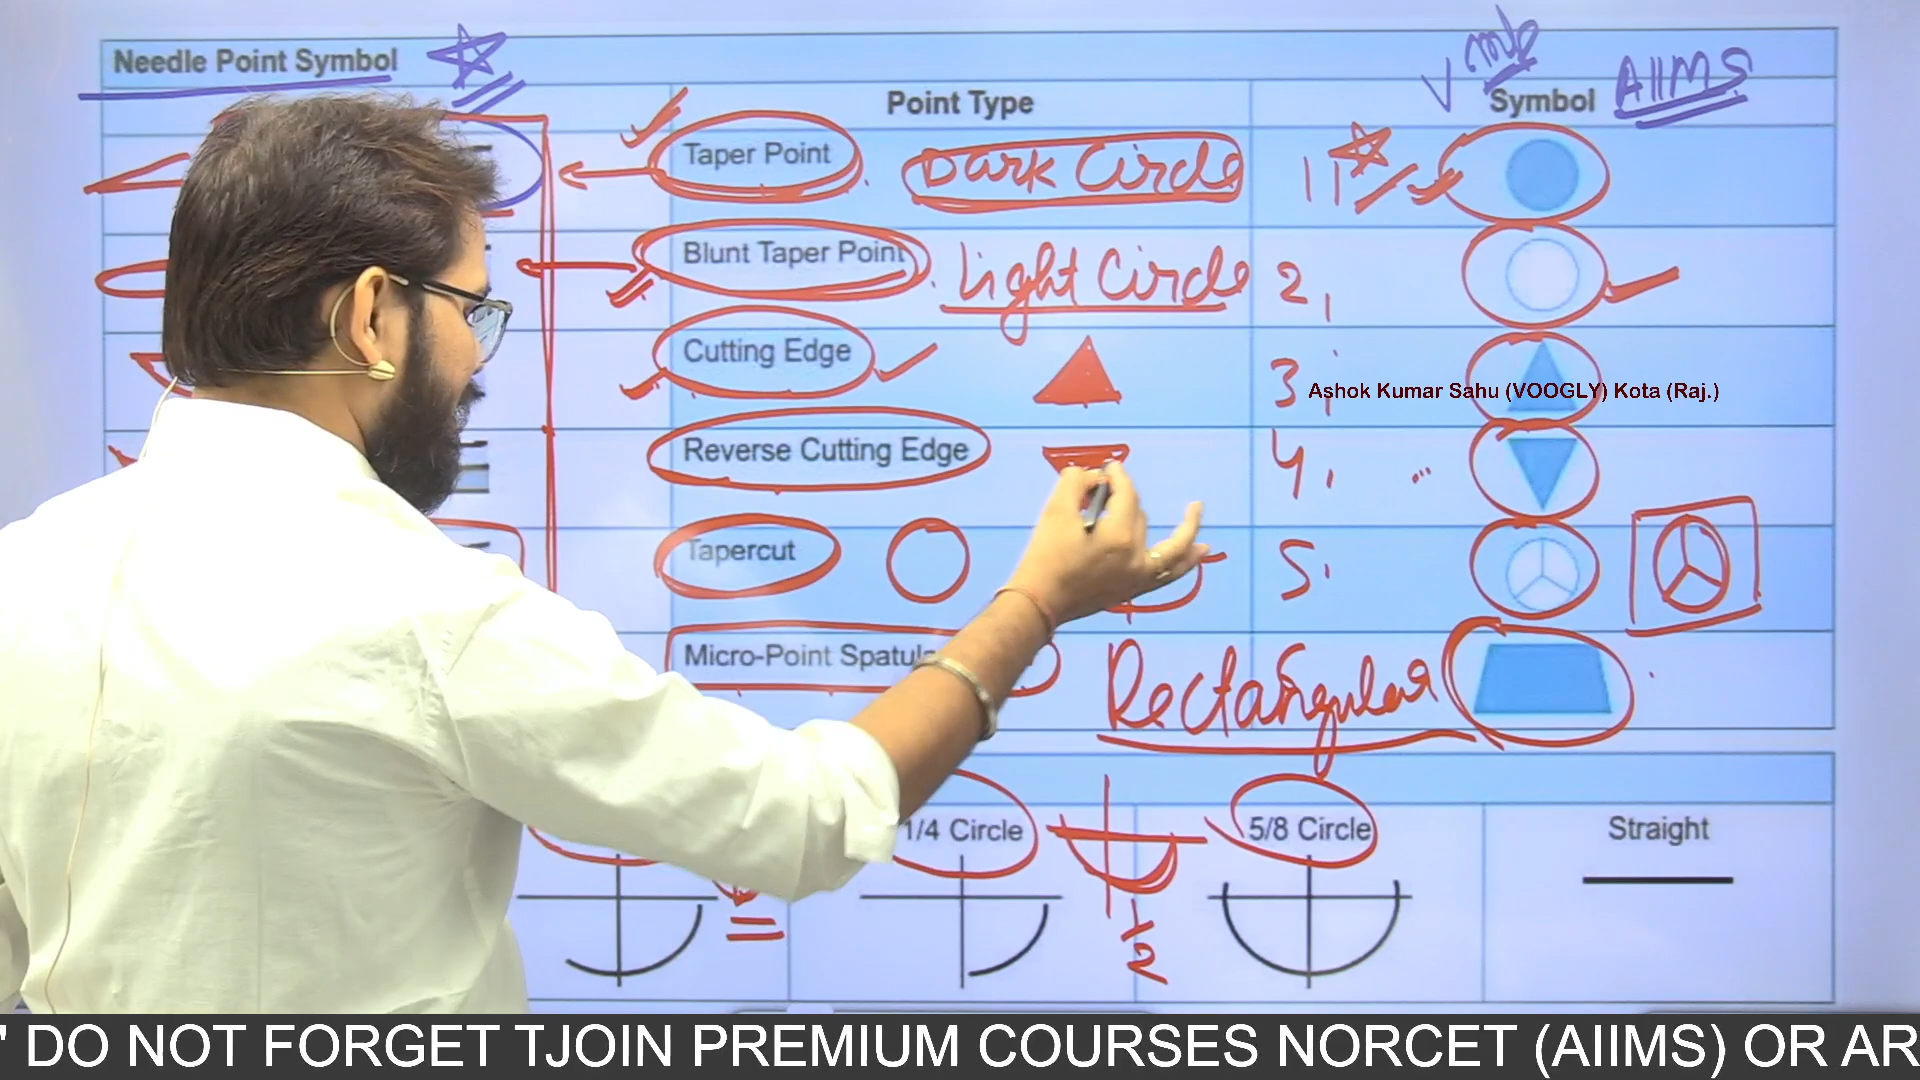 Needle Point Symbol
V imp
AIIMS
Point Type
Symbol
Taper Point
Dark Circle
1
Blunt Taper Point
Light Circle
2,
Cutting Edge
3,
Ashok Kumar Sahu (VOOGLY) Kota (Raj.)
Reverse Cutting Edge
4,
Tapercut
5,
Micro-Point
Rectangular
1/4 Circle
5/8 Circle
Straight
1/2
" DO NOT FORGET TJOIN PREMIUM COURSES NORCET (AIIMS) OR AR